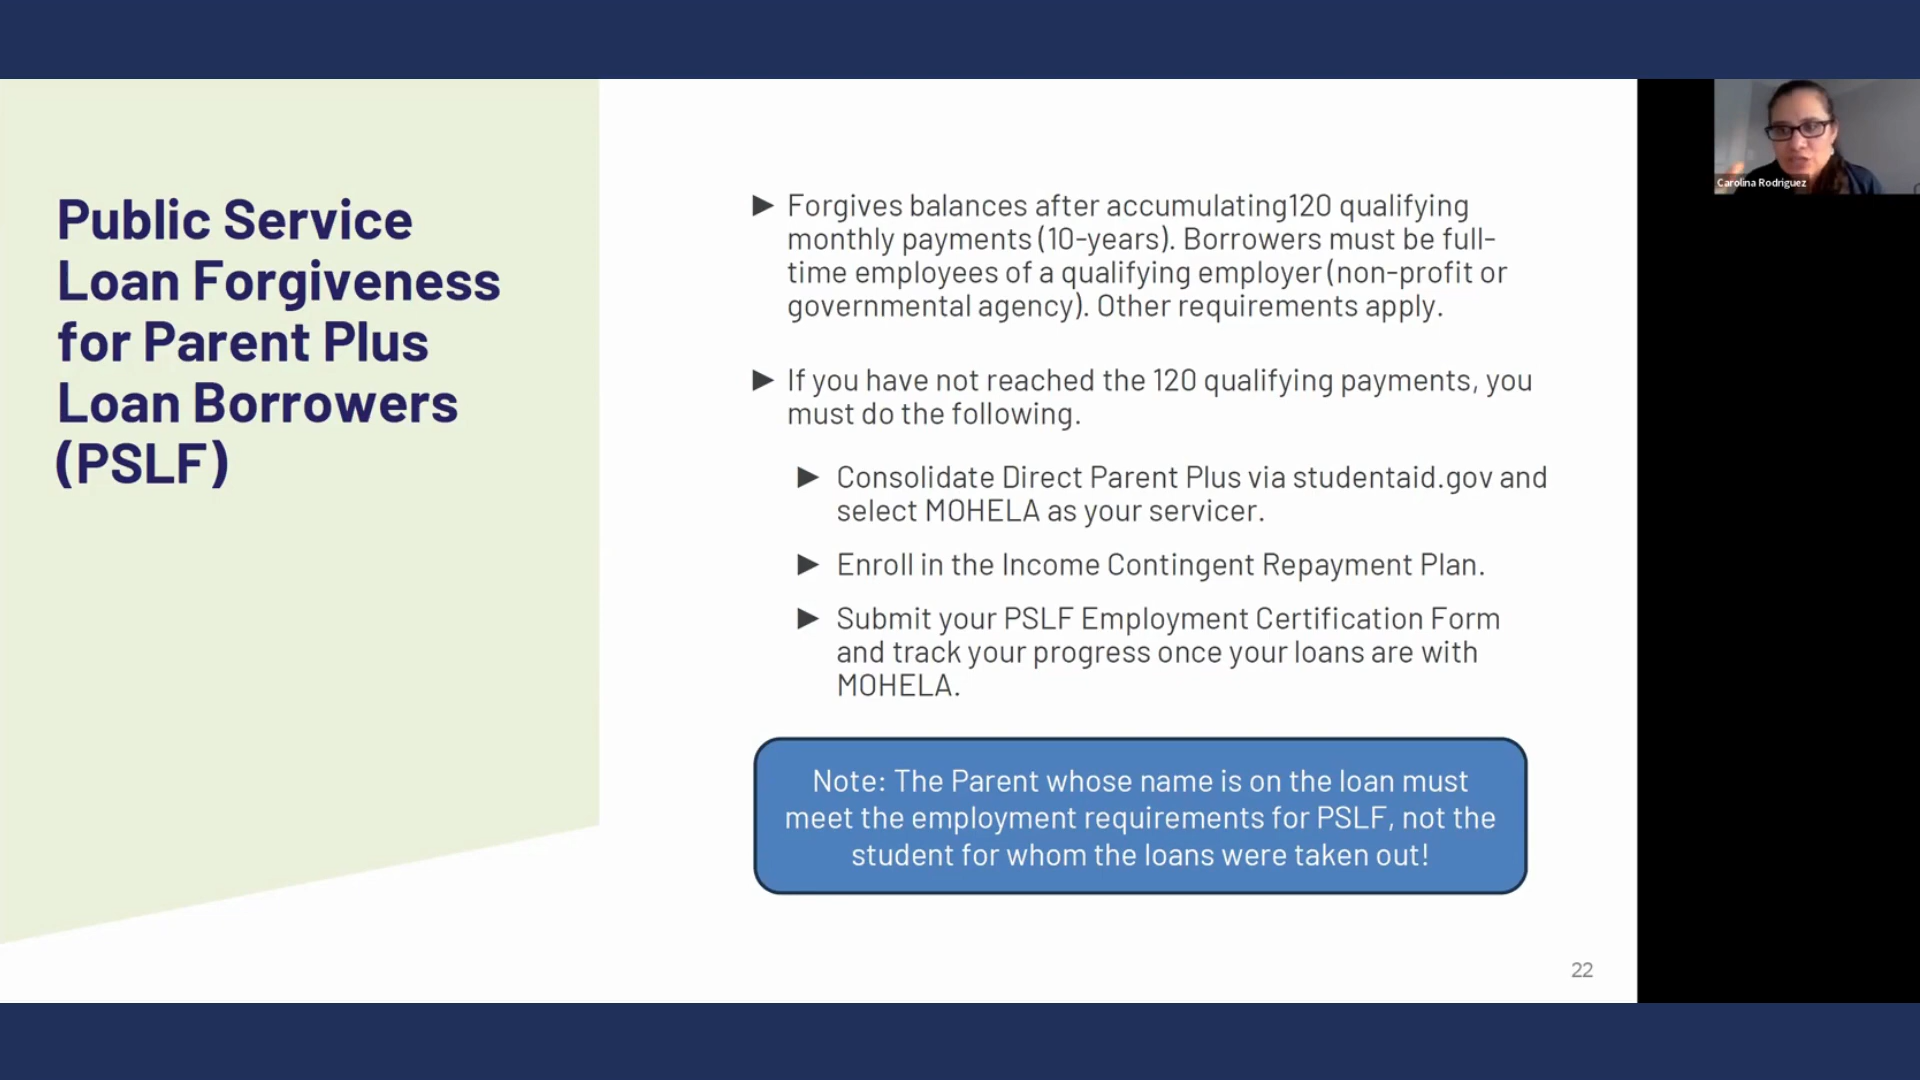 Public Service
Loan Forgiveness
for Parent Plus
Loan Borrowers
(PSLF)
Forgives balances after accumulating120 qualifying
monthly payments (10-years). Borrowers must be full-
time employees of a qualifying employer (non-profit or
governmental agency). Other requirements apply.
If you have not reached the 120 qualifying payments, you
must do the following.
Consolidate Direct Parent Plus via studentaid.gov and
select MOHELA as your servicer.
Enroll in the Income Contingent Repayment Plan.
Submit your PSLF Employment Certification Form
and track your progress once your loans are with
MOHELA.
Note: The Parent whose name is on the loan must
meet the employment requirements for PSLF, not the
student for whom the loans were taken out!
22
Carolina Rodriguez